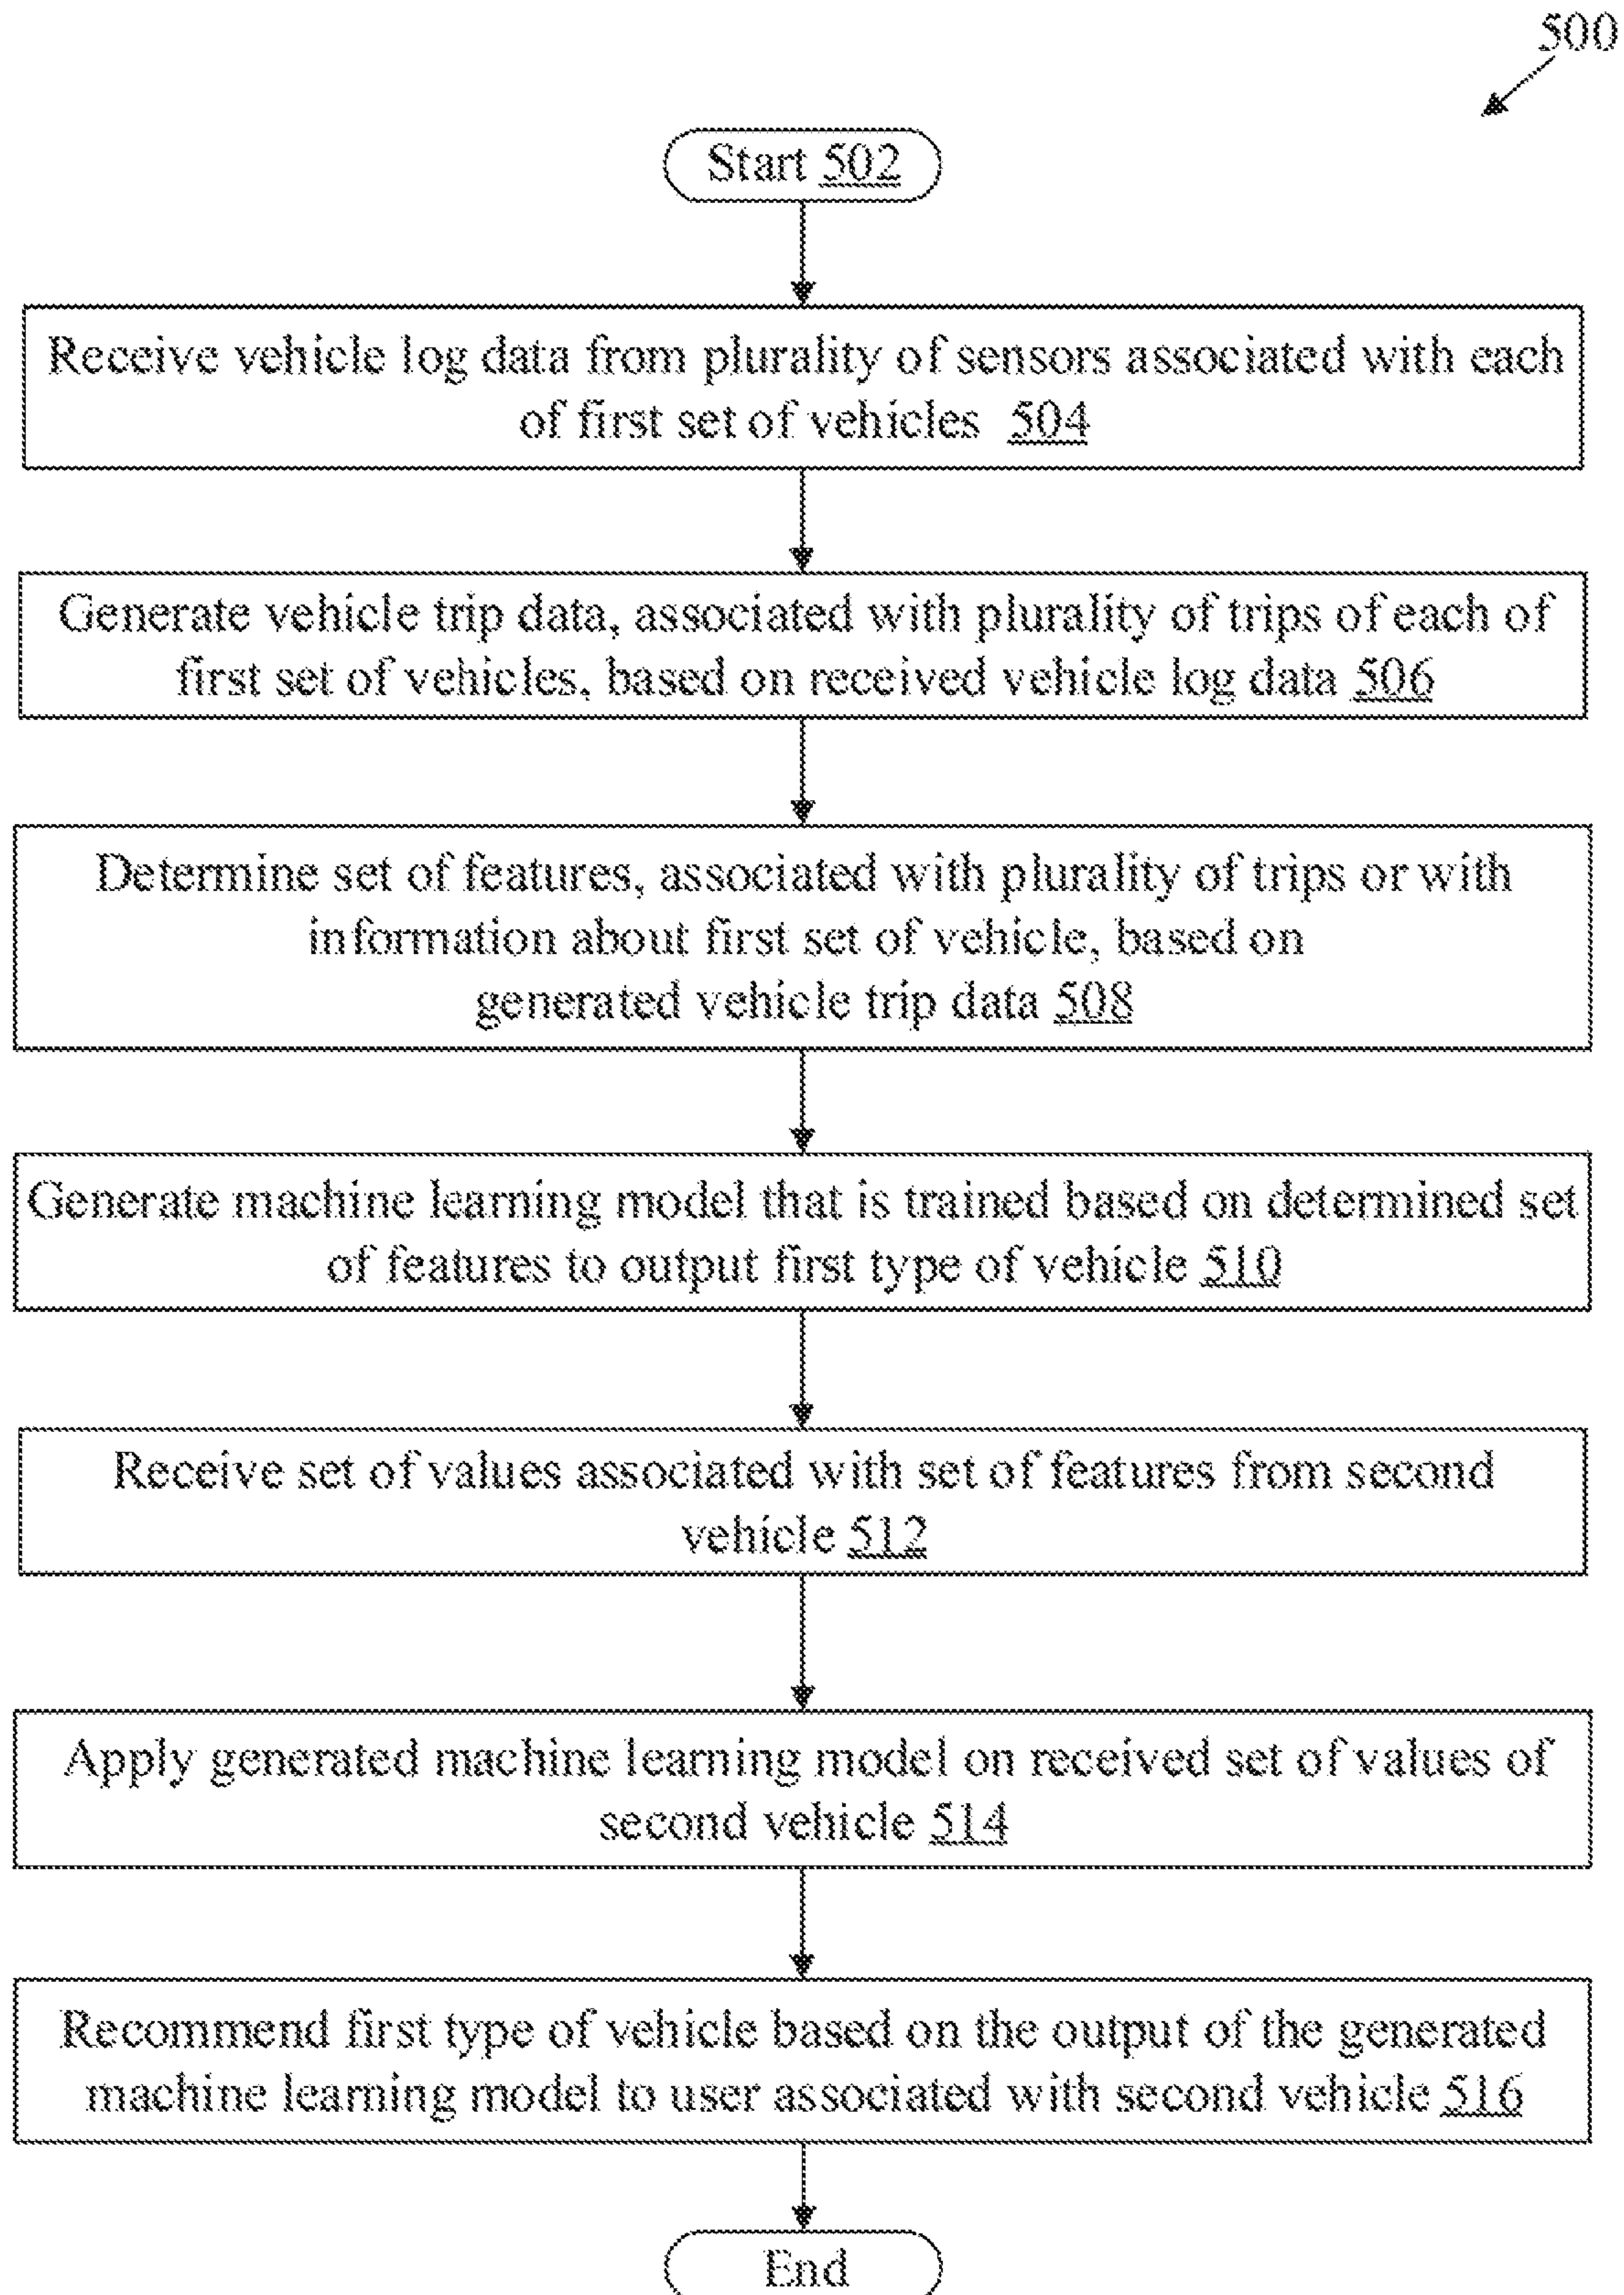 500
Start 502
Receive vehicle log data from plurality of sensors associated with each
of first set of vehicles 504
Generate vehicle trip data, associated with plurality of trips of each of
first set of vehicles, based on received vehicle log data 506
Determine set of features, associated with plurality of trips or with
information about first set of vehicle, based on
generated vehicle trip data 508
Generate machine learning model that is trained based on determined set
of features to output first type of vehicle 510
Receive set of values associated with set of features from second
vehicle 512
Apply generated machine learning model on received set of values of
second vehicle 514
Recommend first type of vehicle based on the output of the generated
machine learning model to user associated with second vehicle 516
End